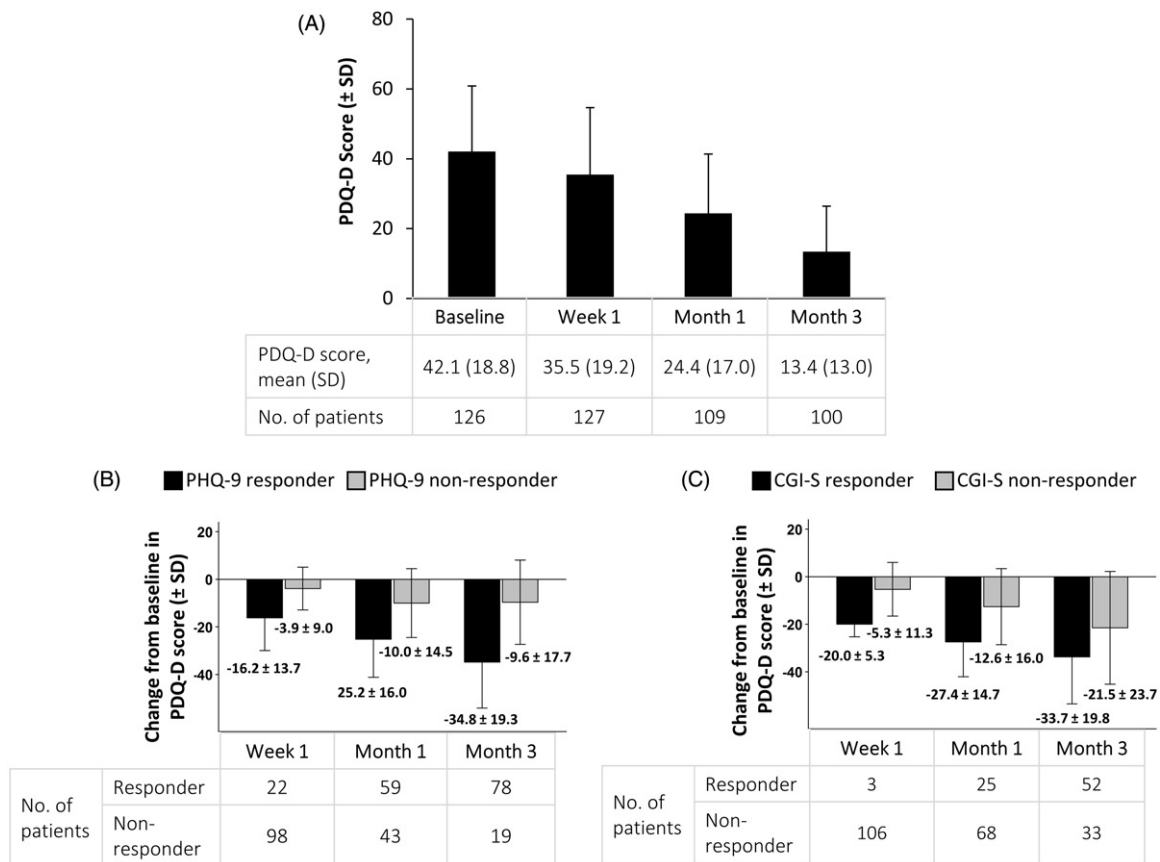 (A)
PDQ-D Score (± SD)
80
60
40
20
0
Baseline Week 1 Month 1 Month 3
PDQ-D score,
mean (SD)
42.1 (18.8) 35.5 (19.2) 24.4 (17.0) 13.4 (13.0)
No. of patients 126 127 109 100
(B)
PHQ-9 responder PHQ-9 non-responder
Change from baseline in
PDQ-D score (± SD)
20
0
-20
-40
-3.9 ± 9.0
-16.2 ± 13.7
-10.0 ± 14.5
25.2 ± 16.0
-9.6 ± 17.7
-34.8 ± 19.3
Week 1 Month 1 Month 3
No. of
patients
Responder 22 59 78
Non-
responder
98 43 19
(C)
CGI-S responder CGI-S non-responder
Change from baseline in
PDQ-D score (± SD)
20
0
-20
-40
-5.3 ± 11.3
-20.0 ± 5.3
-12.6 ± 16.0
-27.4 ± 14.7
-21.5 ± 23.7
-33.7 ± 19.8
Week 1 Month 1 Month 3
No. of
patients
Responder 3 25 52
Non-
responder
106 68 33